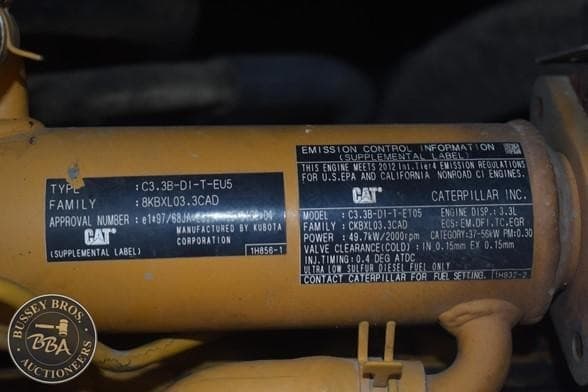 TYPE : C3.3B-DI-T-EU5
FAMILY : 8KBXL03.3CAD
APPROVAL NUMBER :
CAT
MANUFACTURED BY KUBOTA
CORPORATION
(SUPPLEMENTAL LABEL)
1H856-1
EMISSION CONTROL INFORMATION
(SUPPLEMENTAL LABEL)
THIS ENGINE MEETS 2012 Int.Tier4 EMISSION REGULATIONS
FOR U.S.EPA AND CALIFORNIA NONROAD CI ENGINES.
CAT CATERPILLAR INC.
MODEL : C3.3B-DI-T-ET05 ENGINE DISP.: 3.3L
FAMILY : CKBXL03.3CAD ECS:EM,DFI,TC,EGR
POWER : 49.7kW/2000rpm CATEGORY:37-56kW PM:0.30
VALVE CLEARANCE(COLD) : IN 0.15mm EX 0.15mm
INJ.TIMING: 0.4 DEG ATDC
ULTRA LOW SULFUR DIESEL FUEL ONLY
CONTACT CATERPILLAR FOR FUEL SETTING.
1H932-2
BUSSEY BROS.
BBA
AUCTIONEERS